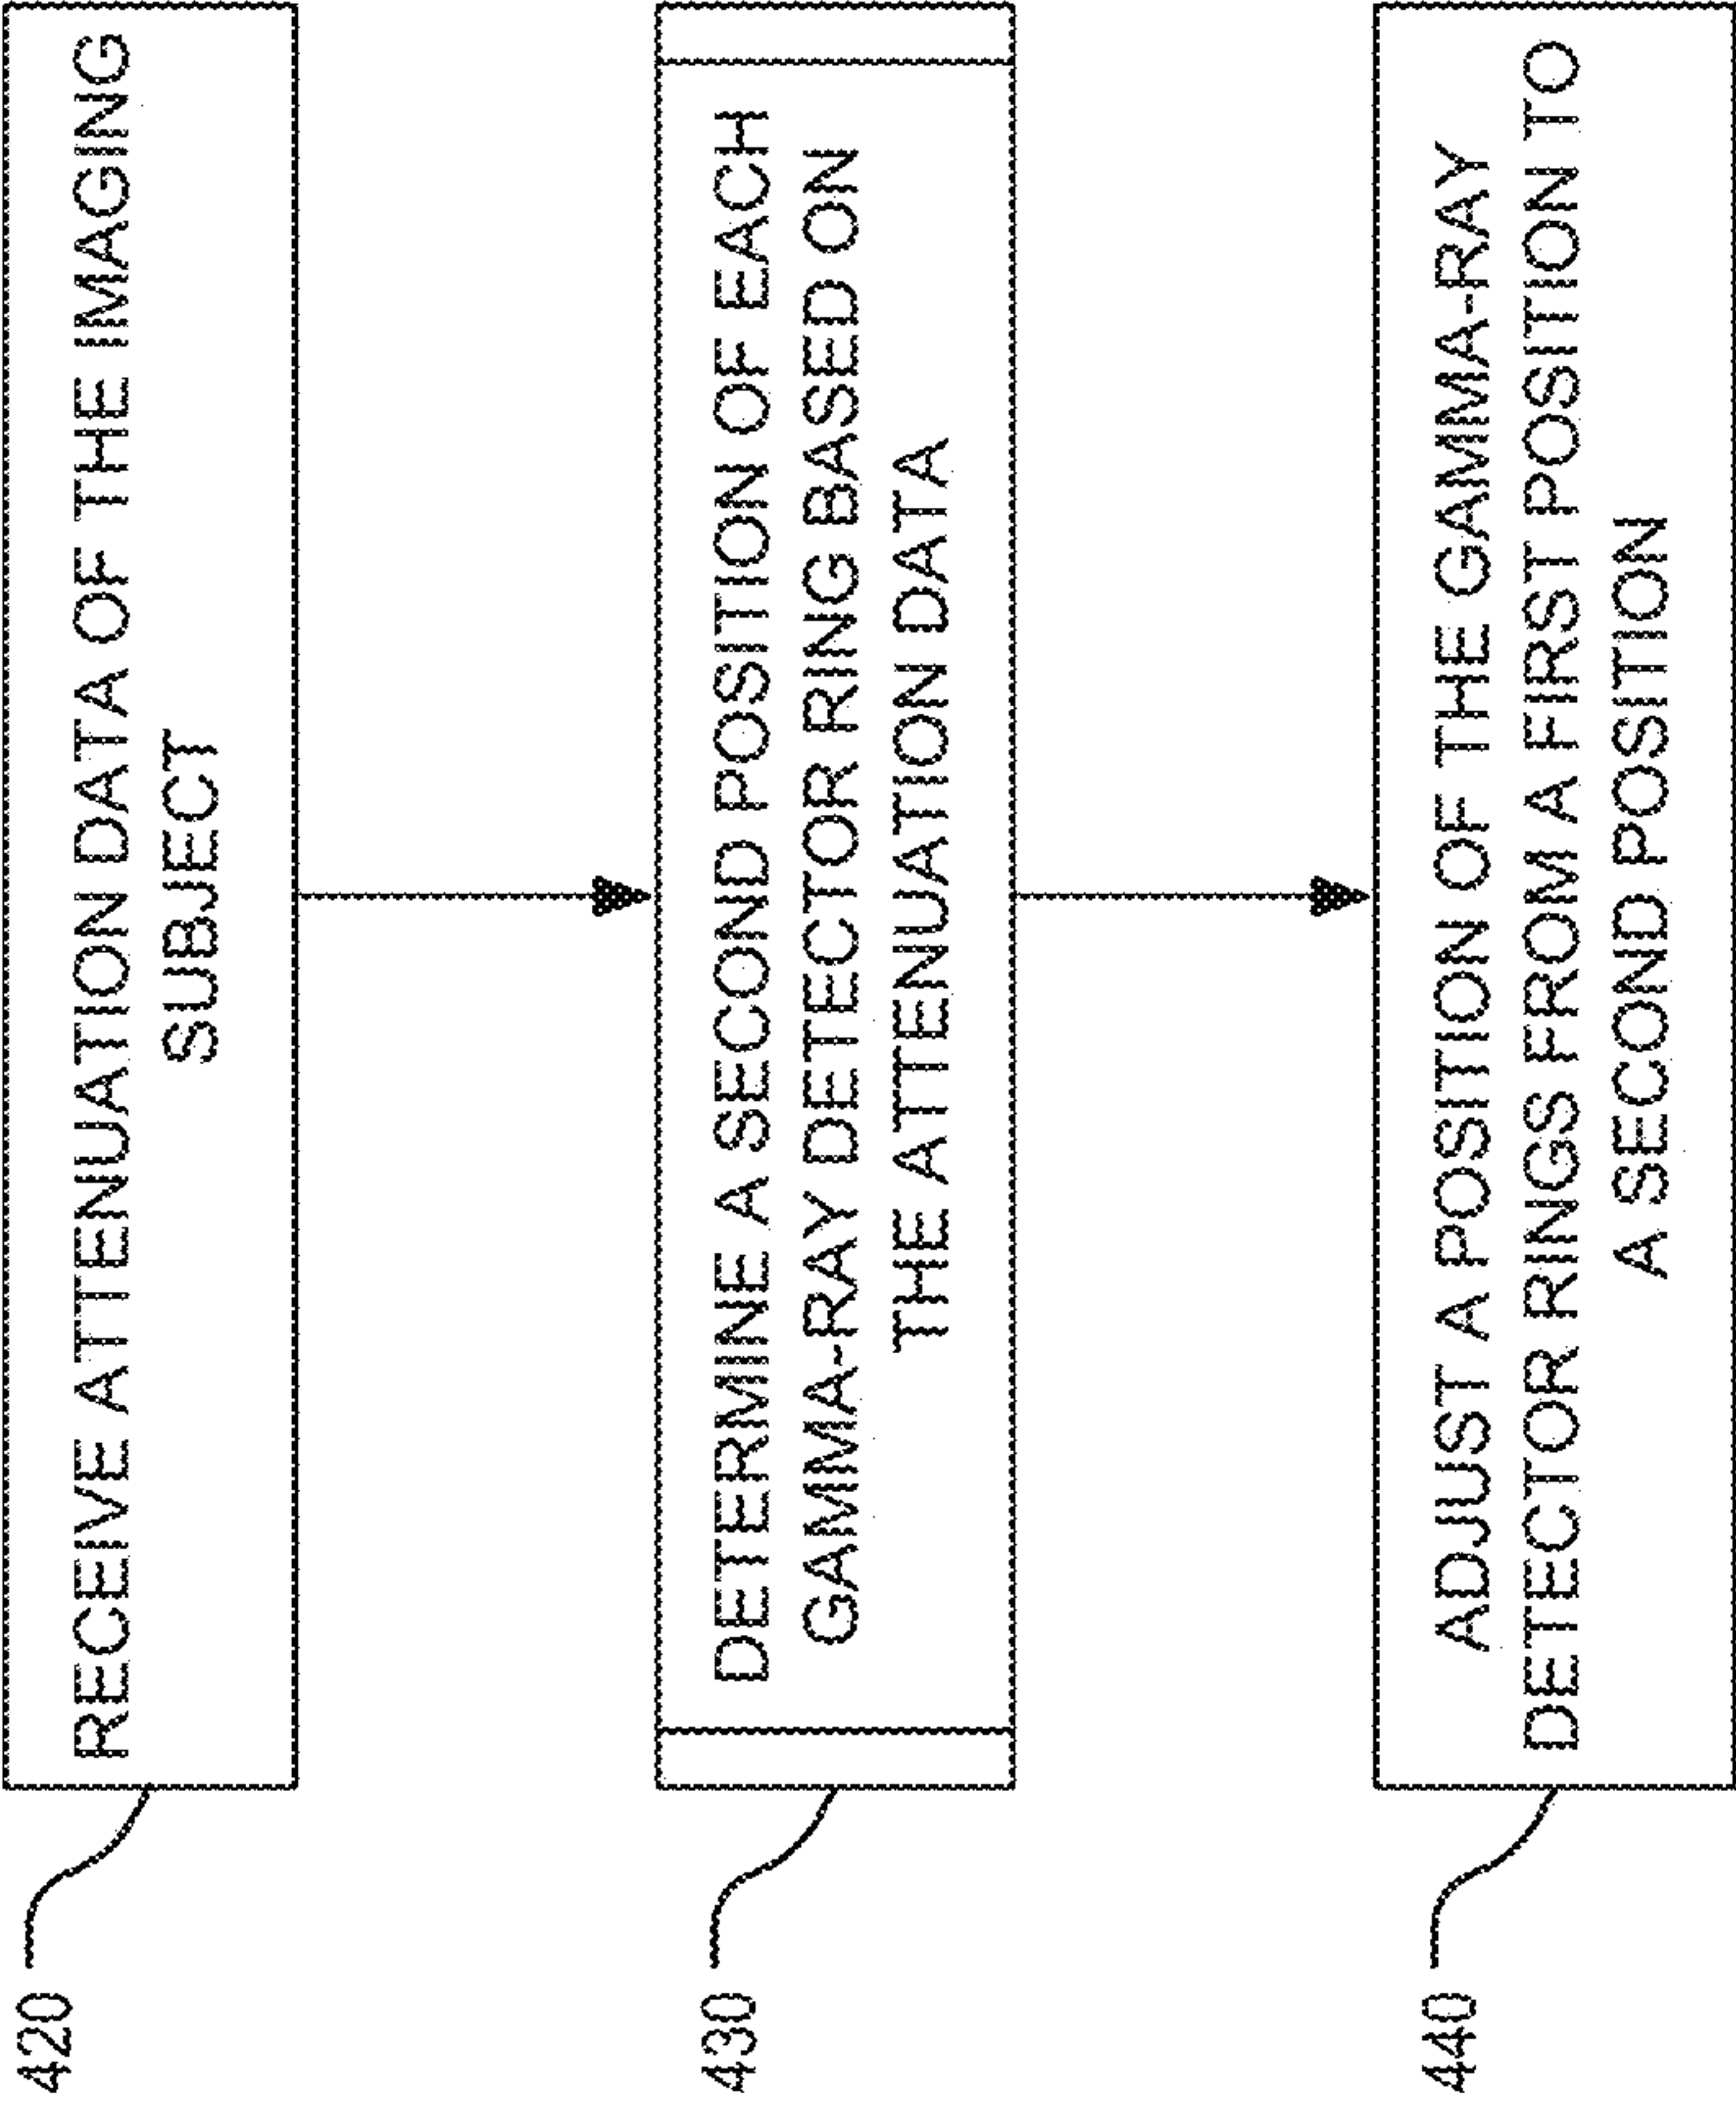 420
RECEIVE ATTENUATION DATA OF THE IMAGING
SUBJECT
430
DETERMINE A SECOND POSITION OF EACH
GAMMA-RAY DETECTOR RING BASED ON
THE ATTENUATION DATA
440
ADJUST A POSITION OF THE GAMMA-RAY
DETECTOR RINGS FROM A FIRST POSITION TO
A SECOND POSITION